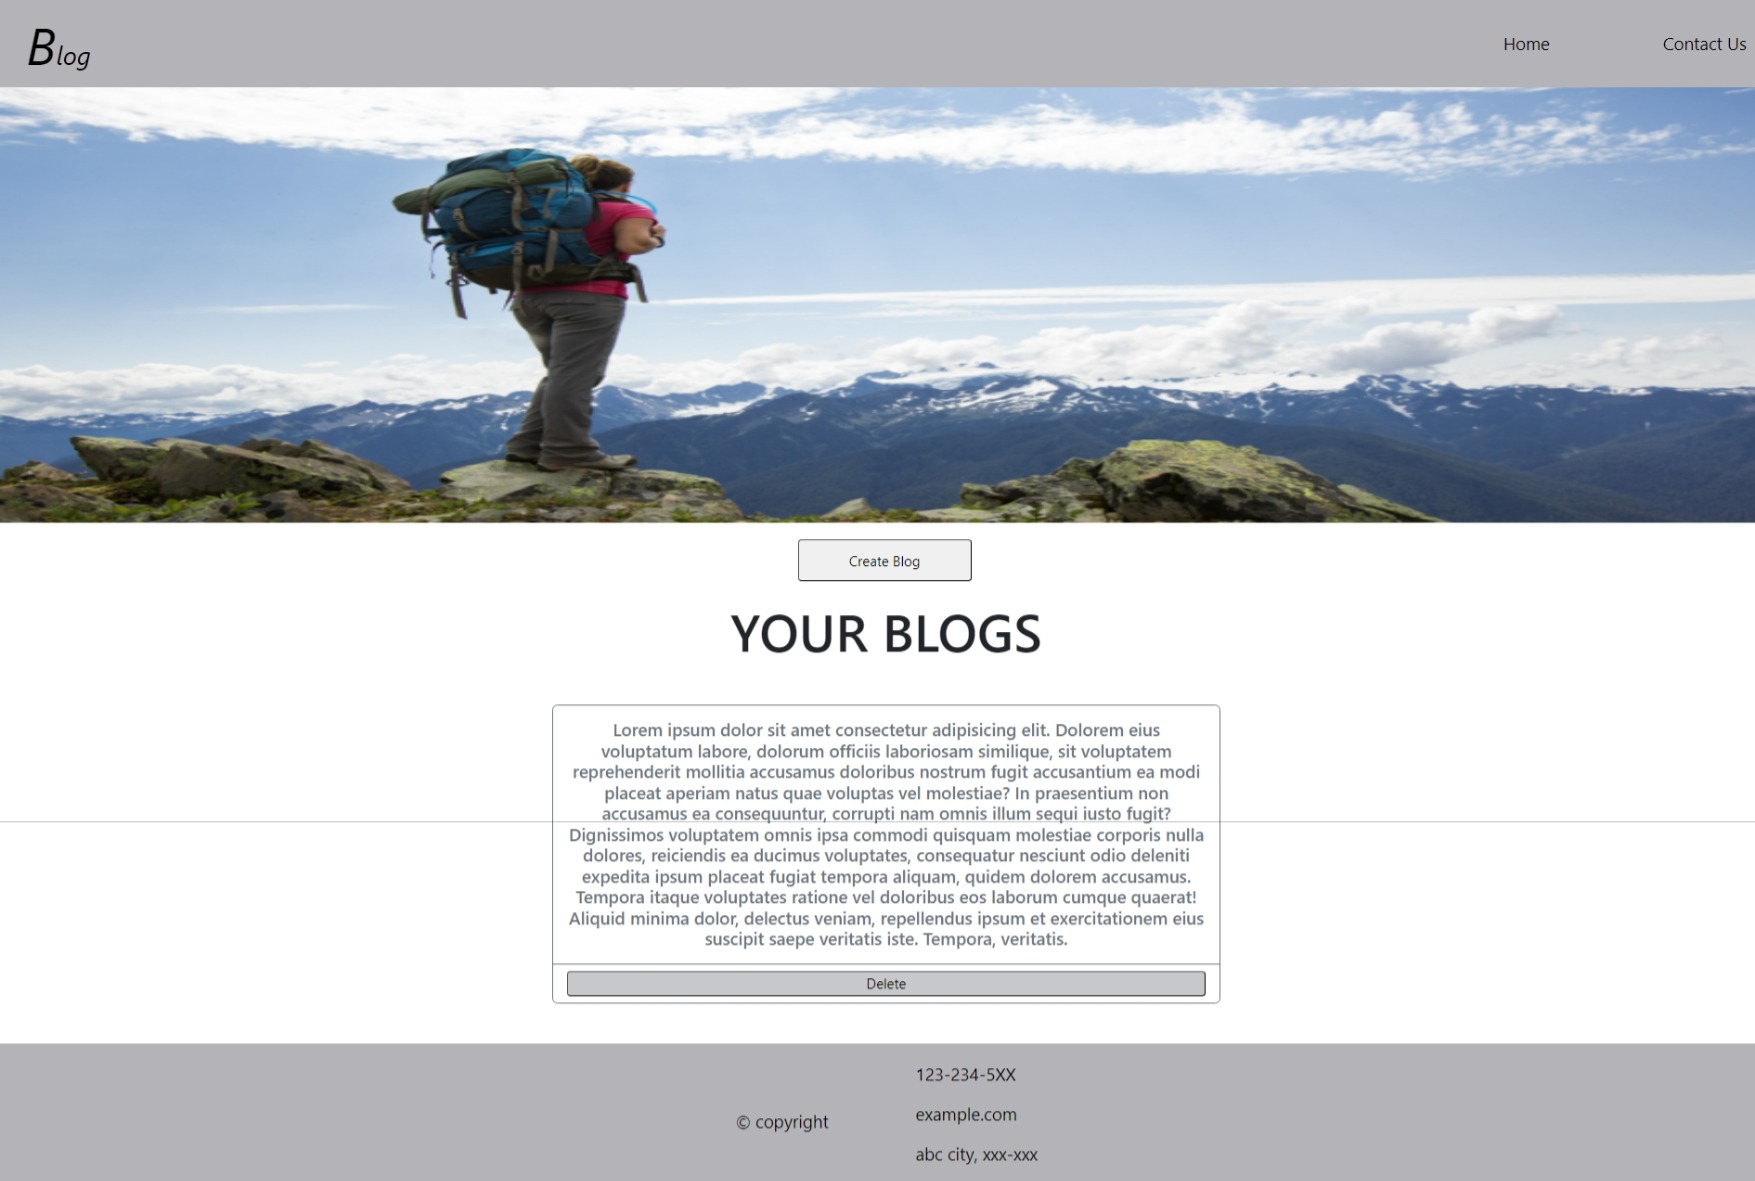 Blog
Home
Contact Us
Create Blog
YOUR BLOGS
Lorem ipsum dolor sit amet consectetur adipisicing elit. Dolorem eius
voluptatum labore, dolorum officiis laboriosam similique, sit voluptatem
reprehenderit mollitia accusamus doloribus nostrum fugit accusantium ea modi
placeat aperiam natus quae voluptas vel molestiae? In praesentium non
accusamus ea consequuntur, corrupti nam omnis illum sequi iusto fugit?
Dignissimos voluptatem omnis ipsa commodi quisquam molestiae corporis nulla
dolores, reiciendis ea ducimus voluptates, consequatur nesciunt odio deleniti
expedita ipsum placeat fugiat tempora aliquam, quidem dolorem accusamus.
Tempora itaque voluptates ratione vel doloribus eos laborum cumque quaerat!
Aliquid minima dolor, delectus veniam, repellendus ipsum et exercitationem eius
suscipit saepe veritatis iste. Tempora, veritatis.
Delete
© copyright
123-234-5XX
example.com
abc city, xxx-xxx